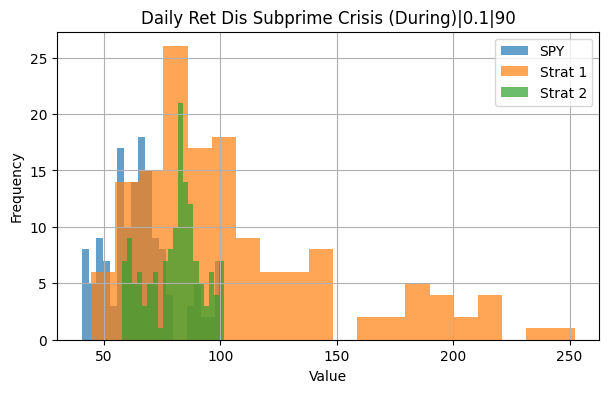 Daily Ret Dis Subprime Crisis (During)|0.1|90
SPY
Strat 1
Strat 2
Frequency
25
20
15
10
5
0
50
100
150
200
250
Value